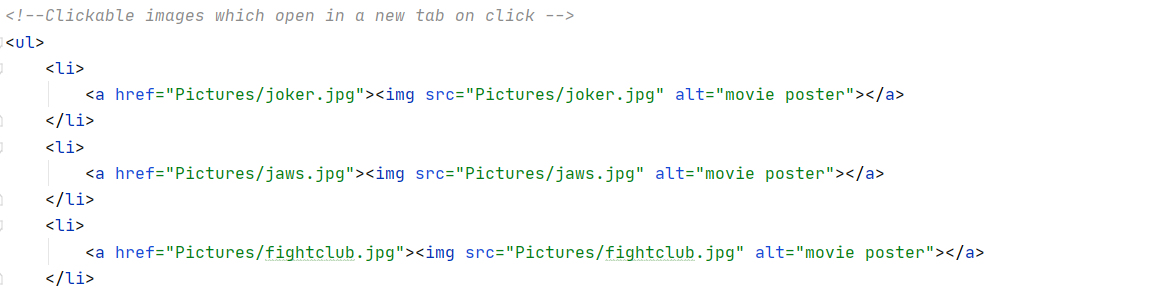 <!--Clickable images which open in a new tab on click -->
<ul>
    <li>
        <a href="Pictures/joker.jpg"><img src="Pictures/joker.jpg" alt="movie poster"></a>
    </li>
    <li>
        <a href="Pictures/jaws.jpg"><img src="Pictures/jaws.jpg" alt="movie poster"></a>
    </li>
    <li>
        <a href="Pictures/fightclub.jpg"><img src="Pictures/fightclub.jpg" alt="movie poster"></a>
    </li>